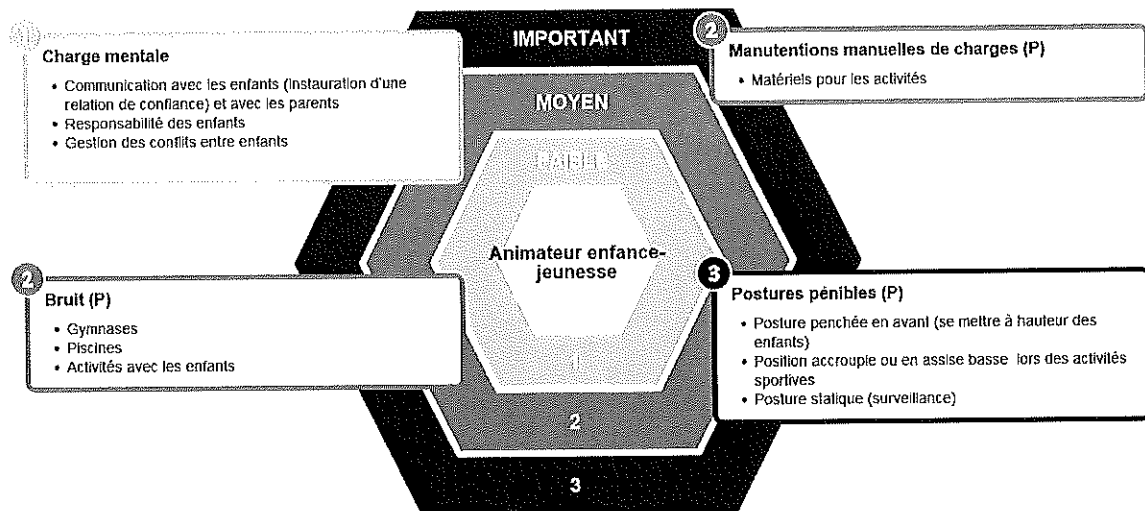 1
Charge mentale
• Communication avec les enfants (Instauration d'une
relation de confiance) et avec les parents
• Responsabilité des enfants
• Gestion des conflits entre enfants
IMPORTANT
MOYEN
FAIBLE
Animateur enfance-
jeunesse
1
2
3
2
Manutentions manuelles de charges (P)
• Matériels pour les activités
2
Bruit (P)
• Gymnases
• Piscines
• Activités avec les enfants
3
Postures pénibles (P)
• Posture penchée en avant (se mettre à hauteur des
enfants)
• Position accroupie ou en assise basse lors des activités
sportives
• Posture statique (surveillance)